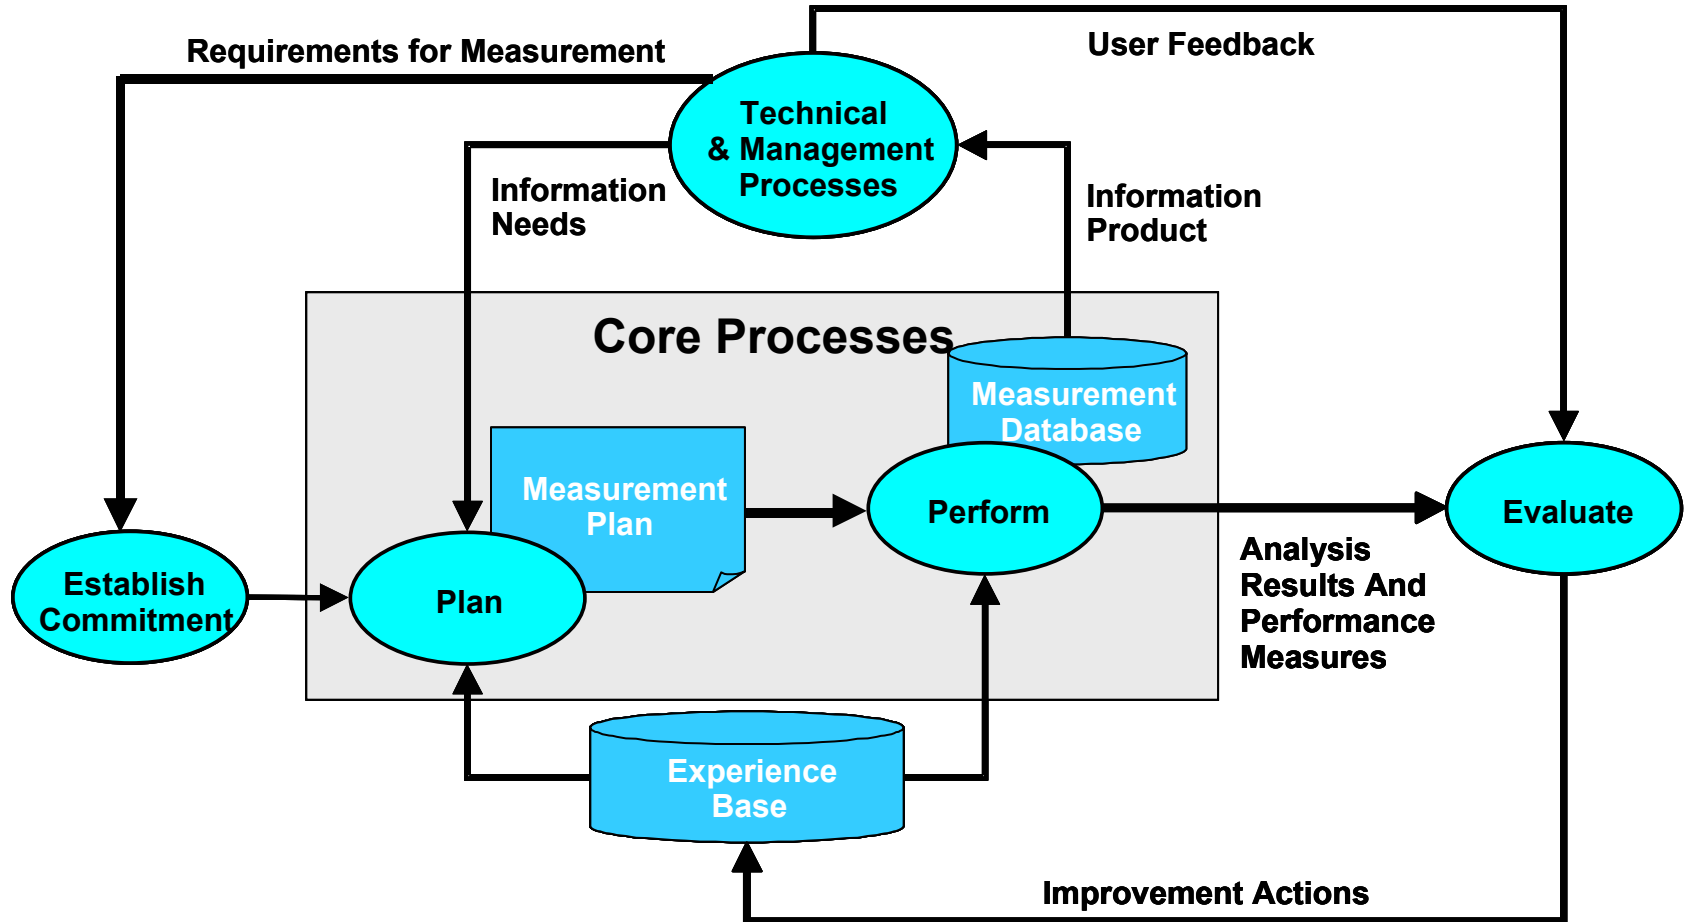 Requirements for Measurement
User Feedback
Technical
& Management
Processes
Information
Needs
Information
Product
Core Processes
Measurement
Database
Measurement
Plan
Perform
Evaluate
Establish
Commitment
Plan
Analysis
Results And
Performance
Measures
Experience
Base
Improvement Actions